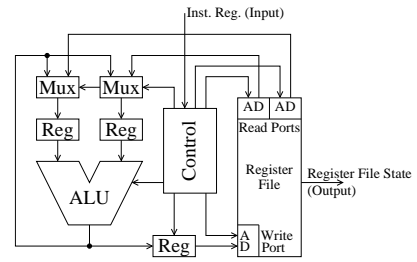 Inst. Reg. (Input)
Mux
Mux
AD
AD
Reg
Reg
Control
Read Ports
Register
File
Register File State
(Output)
ALU
A
D
Write
Port
Reg